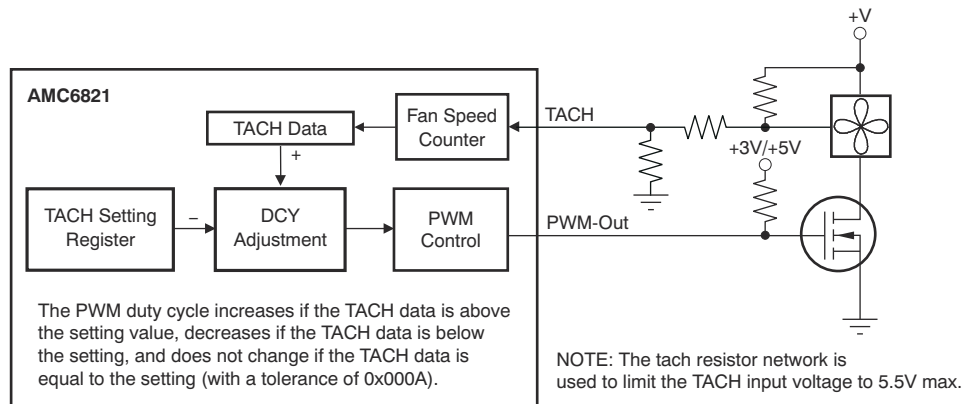 +V
AMC6821
TACH Data
Fan Speed
Counter
TACH
+3V/+5V
+
TACH Setting
Register
–
DCY
Adjustment
PWM
Control
PWM-Out
The PWM duty cycle increases if the TACH data is above
the setting value, decreases if the TACH data is below
the setting, and does not change if the TACH data is
equal to the setting (with a tolerance of 0x000A).
NOTE: The tach resistor network is
used to limit the TACH input voltage to 5.5V max.